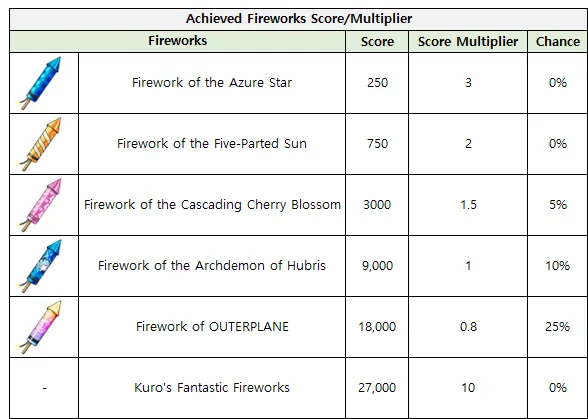 Achieved Fireworks Score/Multiplier
Fireworks Score Score Multiplier Chance
Firework of the Azure Star 250 3 0%
Firework of the Five-Parted Sun 750 2 0%
Firework of the Cascading Cherry Blossom 3000 1.5 5%
Firework of the Archdemon of Hubris 9,000 1 10%
Firework of OUTERPLANE 18,000 0.8 25%
- Kuro's Fantastic Fireworks 27,000 10 0%